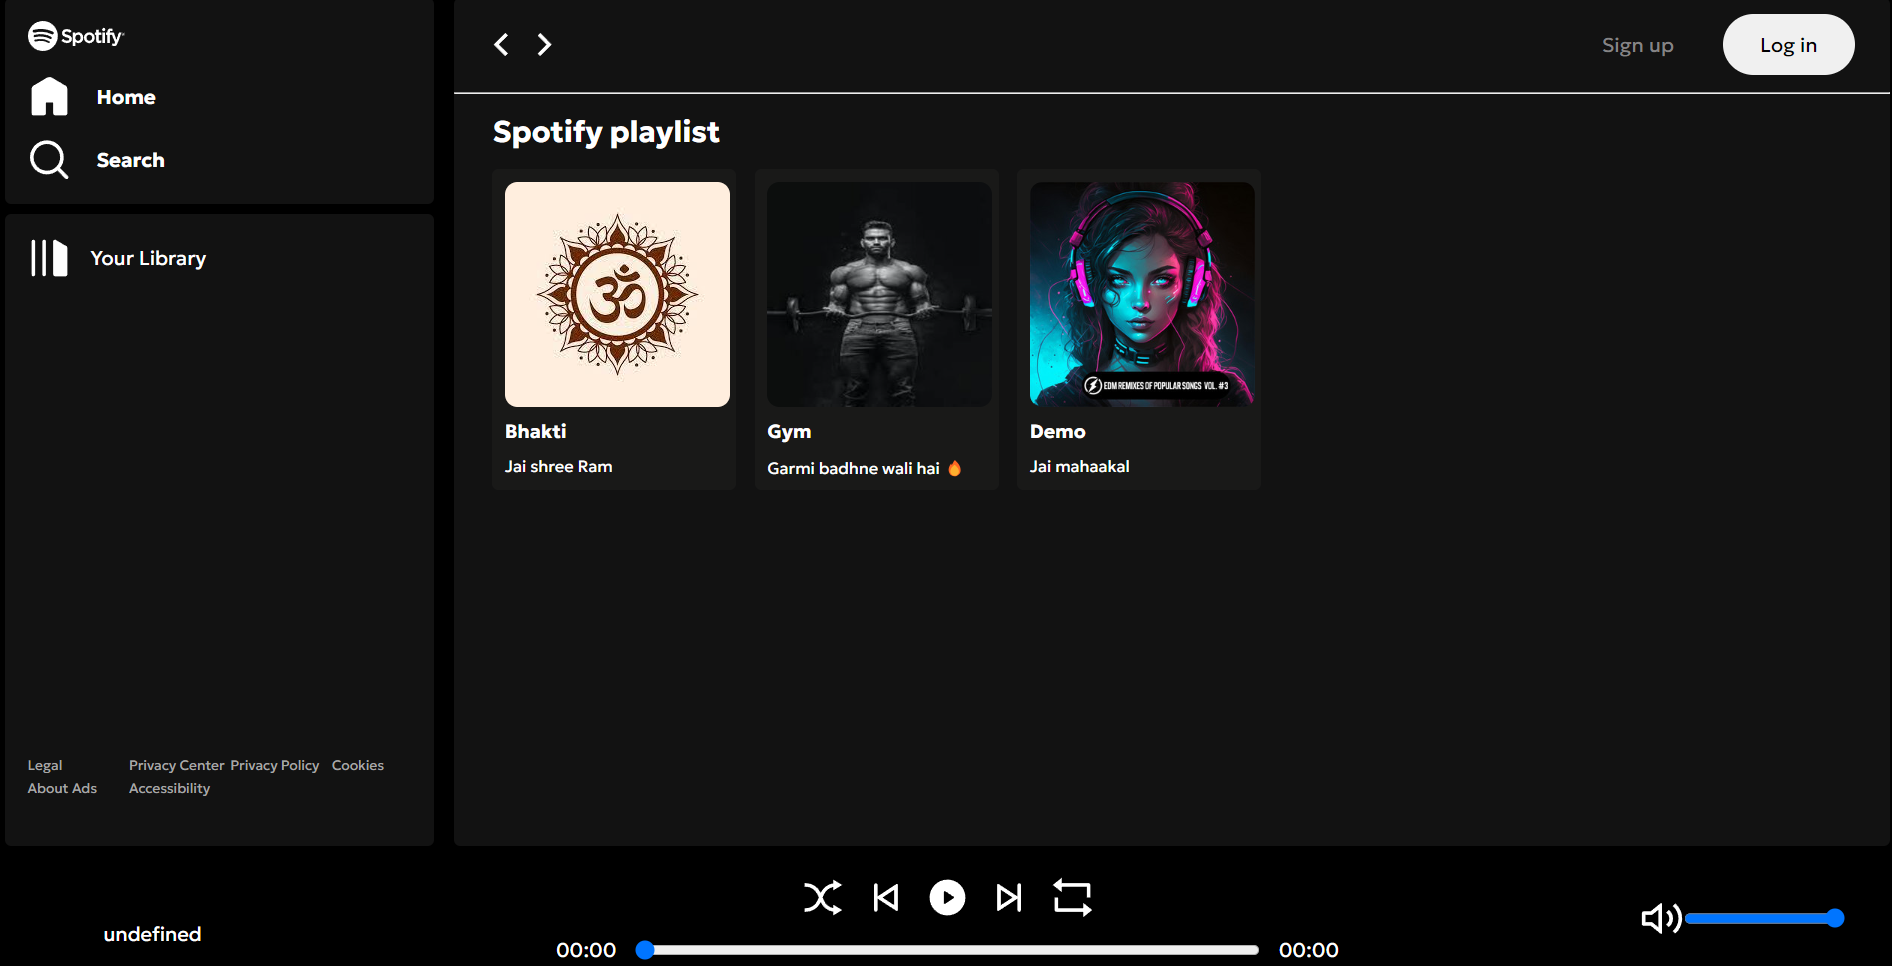 Spotify
Home
Search
Your Library
Legal Privacy Center Privacy Policy Cookies
About Ads Accessibility
Sign up Log in
Spotify playlist
ॐ
EDM REMIXES OF POPULAR SONGS VOL. #3
Bhakti
Jai shree Ram
Gym
Garmi badhne wali hai 🔥
Demo
Jai mahaakal
undefined
00:00 00:00